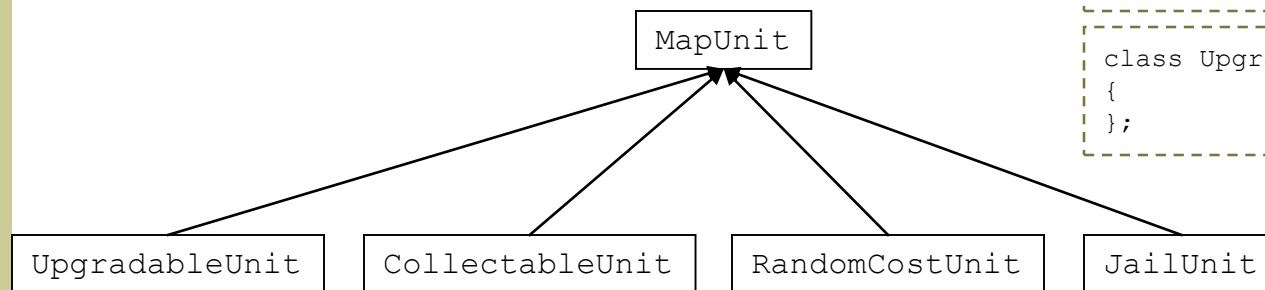 MapUnit
class Upgr
{
};
UpgradableUnit
CollectableUnit
RandomCostUnit
JailUnit